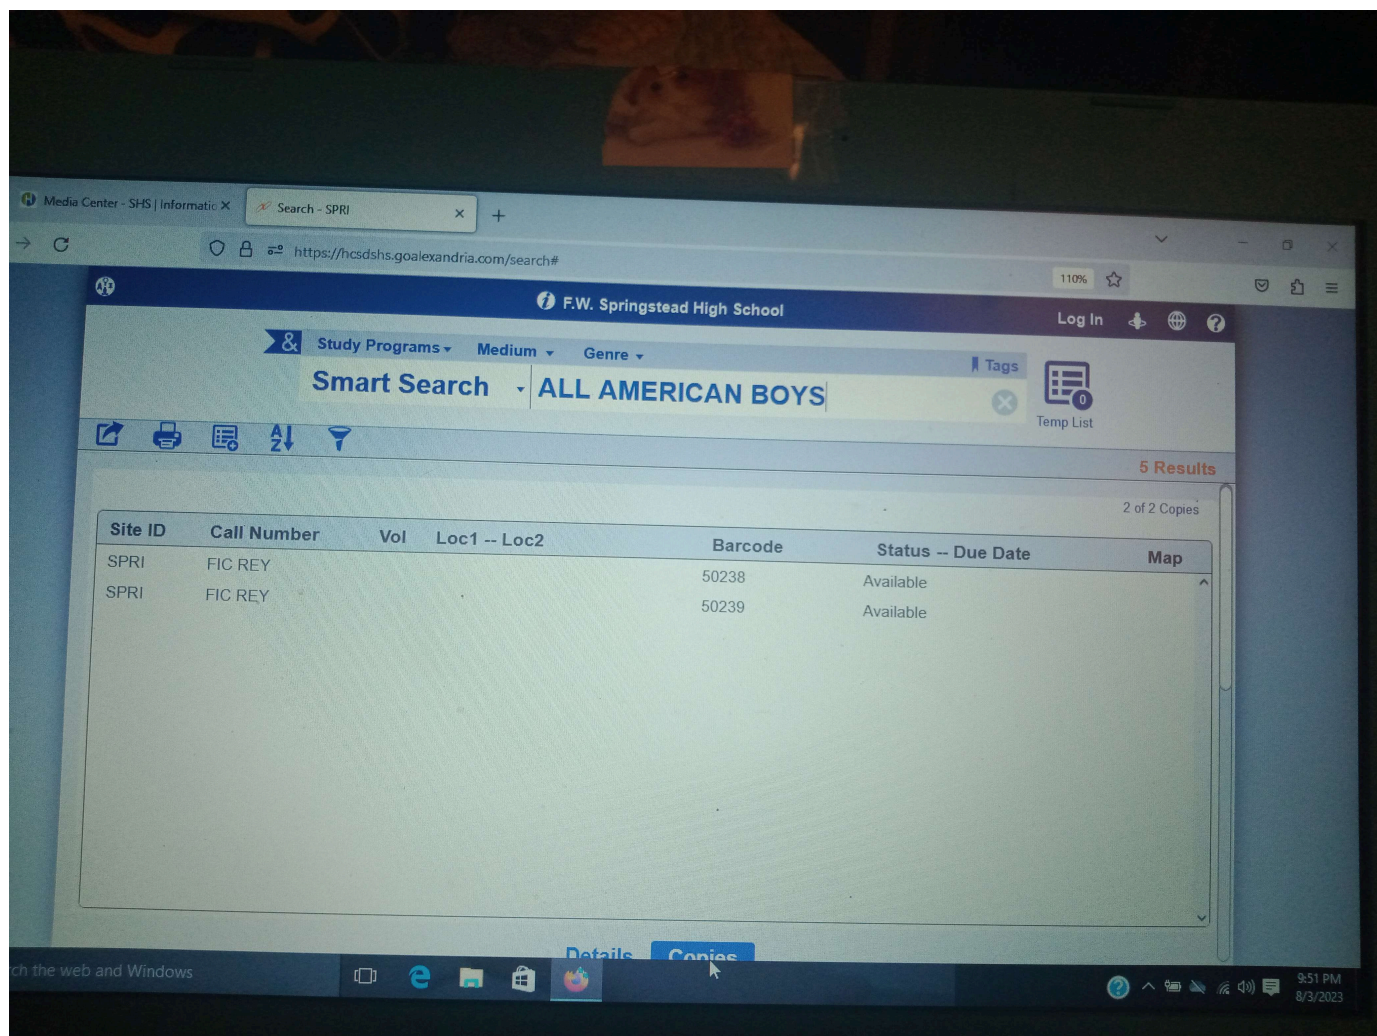 Media Center - SHS | Informatic
Search - SPRI
https://hcsdshs.goalexandria.com/search#
110%
F.W. Springstead High School
Log In
& Study Programs Medium Genre
Tags
Smart Search ALL AMERICAN BOYS
0
Temp List
A
Z
5 Results
2 of 2 Copies
Site ID Call Number Vol Loc1 -- Loc2 Barcode Status -- Due Date Map
SPRI FIC REY 50238 Available
SPRI FIC REY 50239 Available
Details Copies
ch the web and Windows
9:51 PM
8/3/2023